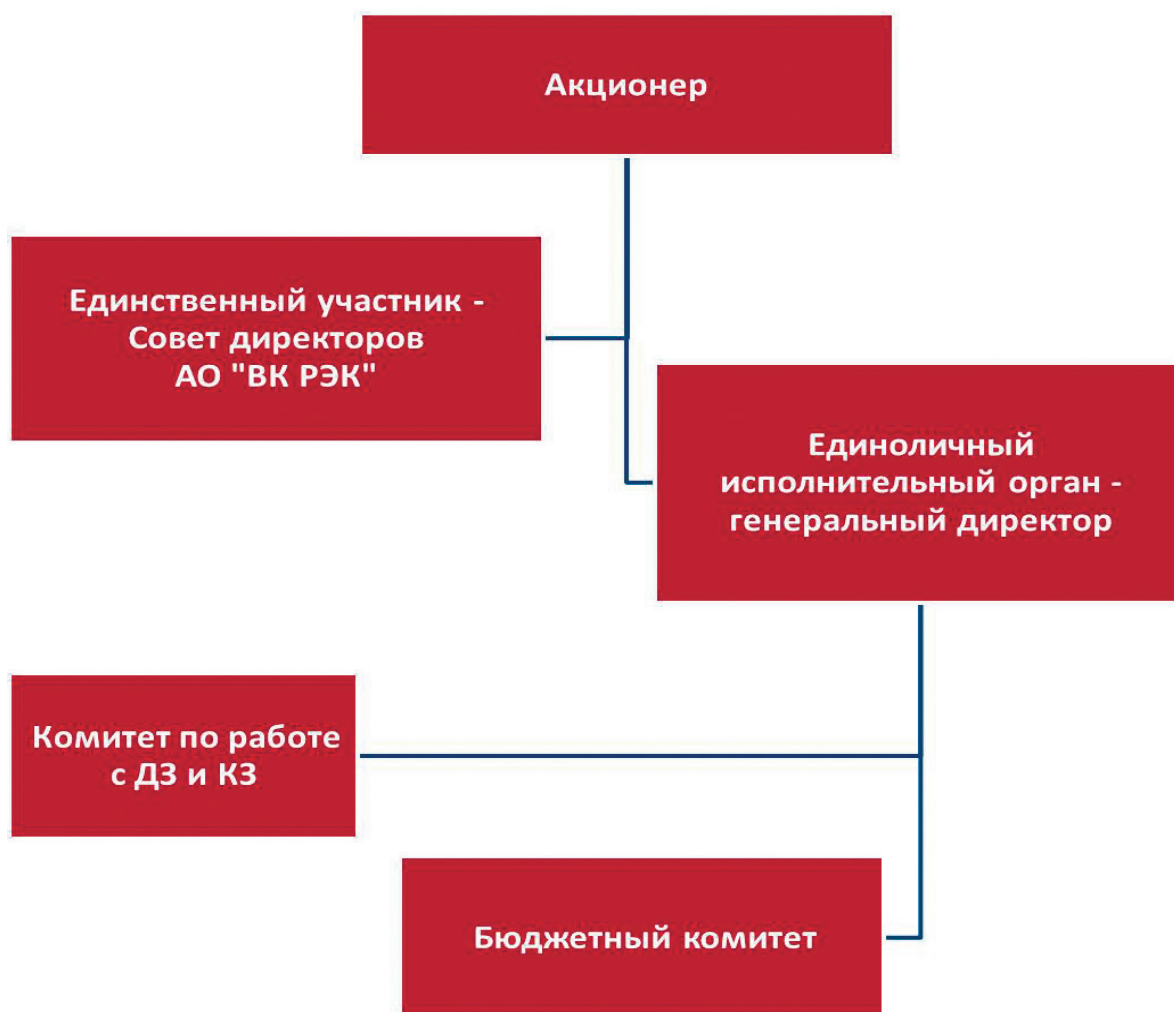 Акционер
Единственный участник -
Совет директоров
АО "ВК РЭК"
Единоличный
исполнительный орган -
генеральный директор
Комитет по работе
с ДЗ и КЗ
Бюджетный комитет